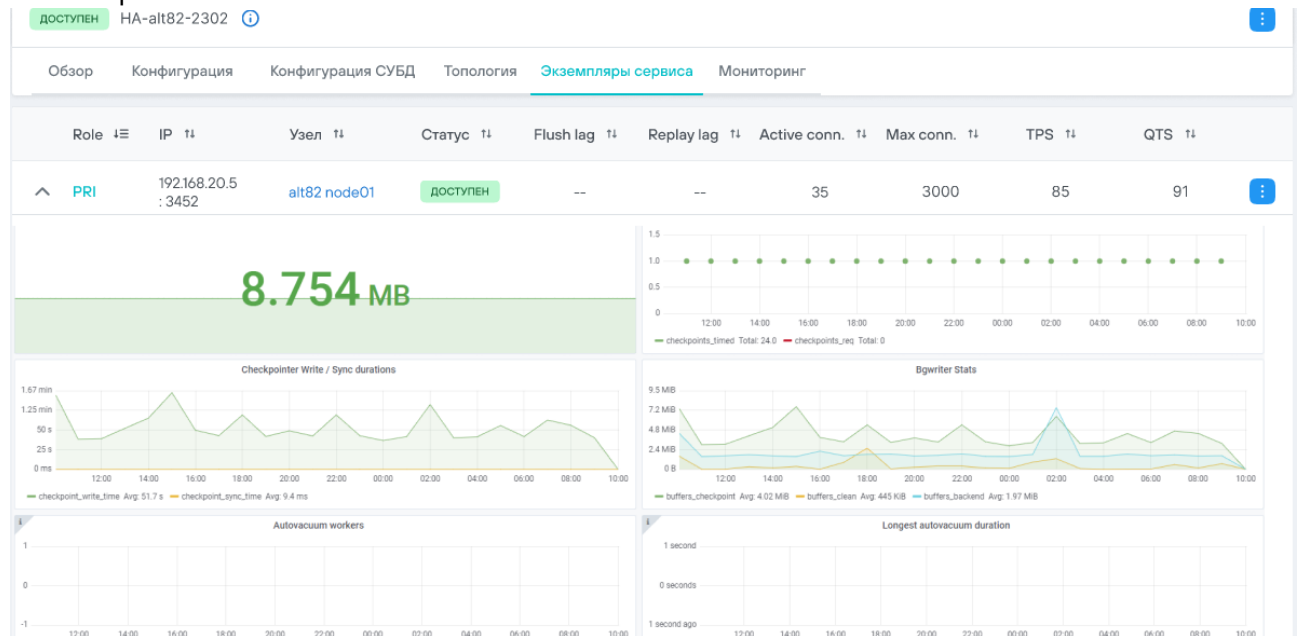 ДОСТУПЕН HA-alt82-2302
Обзор Конфигурация Конфигурация СУБД Топология Экземпляры сервиса Мониторинг
Role IP Узел Статус Flush lag Replay lag Active conn. Max conn. TPS QTS
PRI 192.168.20.5 : 3452 alt82 node01 ДОСТУПЕН -- -- 35 3000 85 91
8.754 MB
1.5
1.0
0.5
0
12:00 14:00 16:00 18:00 20:00 22:00 00:00 02:00 04:00 06:00 08:00 10:00
checkpoints_timed Total: 24.0 checkpoints_req Total: 0
Checkpointer Write / Sync durations
1.67 min
1.25 min
50 s
25 s
0 ms
12:00 14:00 16:00 18:00 20:00 22:00 00:00 02:00 04:00 06:00 08:00 10:00
checkpoint_write_time Avg: 51.7 s checkpoint_sync_time Avg: 9.4 ms
Bgwriter Stats
9.5 MiB
7.2 MiB
4.8 MiB
2.4 MiB
0 B
12:00 14:00 16:00 18:00 20:00 22:00 00:00 02:00 04:00 06:00 08:00 10:00
buffers_checkpoint Avg: 4.02 MiB buffers_clean Avg: 445 KiB buffers_backend Avg: 1.97 MiB
Autovacuum workers
1
0
-1
12:00 14:00 16:00 18:00 20:00 22:00 00:00 02:00 04:00 06:00 08:00 10:00
Longest autovacuum duration
1 second
0 seconds
1 second ago
12:00 14:00 16:00 18:00 20:00 22:00 00:00 02:00 04:00 06:00 08:00 10:00